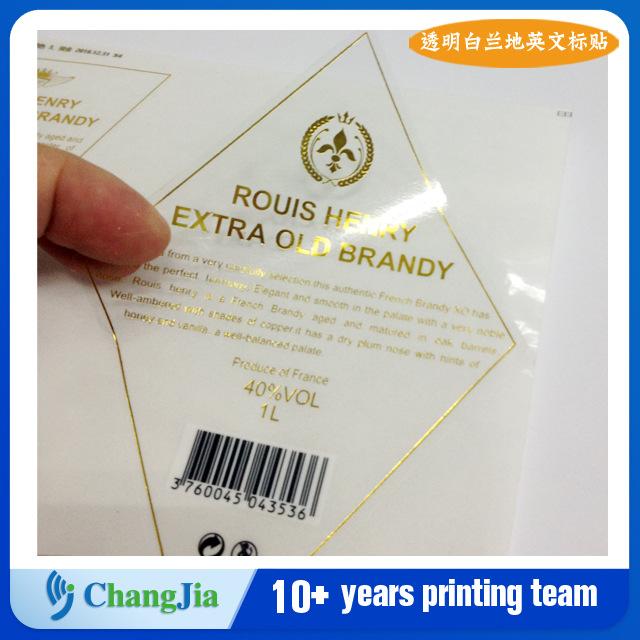 透明白兰地英文标贴
HENRY
BRANDY
ROUIS HENRY
EXTRA OLD BRANDY
from a very carefully selection this authentic French Brandy XO has
the perfect. Elegant and smooth in the palate with a very noble
Rouis henry is a French Brandy aged and matured in oak barrels
Well-ambered with shades of copper.it has a dry plum nose with hints of
honey and vanilla, a well-balanced palate.
Produce of France
40%VOL
1L
3 760045 043536
ChangJia
10+ years printing team